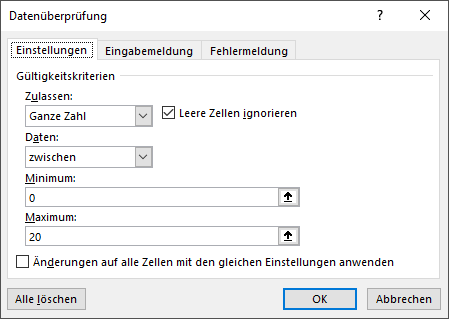 Datenüberprüfung
Einstellungen Eingabemeldung Fehlermeldung
Gültigkeitskriterien
Zulassen:
Ganze Zahl Leere Zellen ignorieren
Daten:
zwischen
Minimum:
0
Maximum:
20
Änderungen auf alle Zellen mit den gleichen Einstellungen anwenden
Alle löschen OK Abbrechen